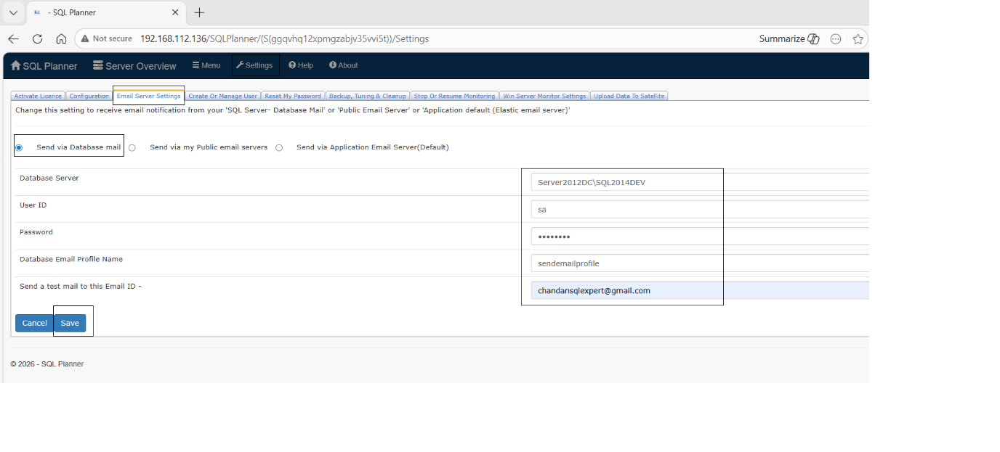 - SQL Planner
Not secure 192.168.112.136/SQLPlanner/(S(ggqvhq12xpmgzabjv35vvi5t))/Settings Summarize
SQL Planner Server Overview Menu Settings Help About
Activate Licence Configuration Email Server Settings Create Or Manage User Reset My Password Backup, Tuning & Cleanup Stop Or Resume Monitoring Win Server Monitor Settings Upload Data To Satellite
Change this setting to receive email notification from your 'SQL Server- Database Mail' or 'Public Email Server' or 'Application default (Elastic email server)'
Send via Database mail Send via my Public email servers Send via Application Email Server(Default)
Database Server Server2012DC\SQL2014DEV
User ID sa
Password ••••••••
Database Email Profile Name sendemailprofile
Send a test mail to this Email ID - chandansqlexpert@gmail.com
Cancel Save
© 2026 - SQL Planner